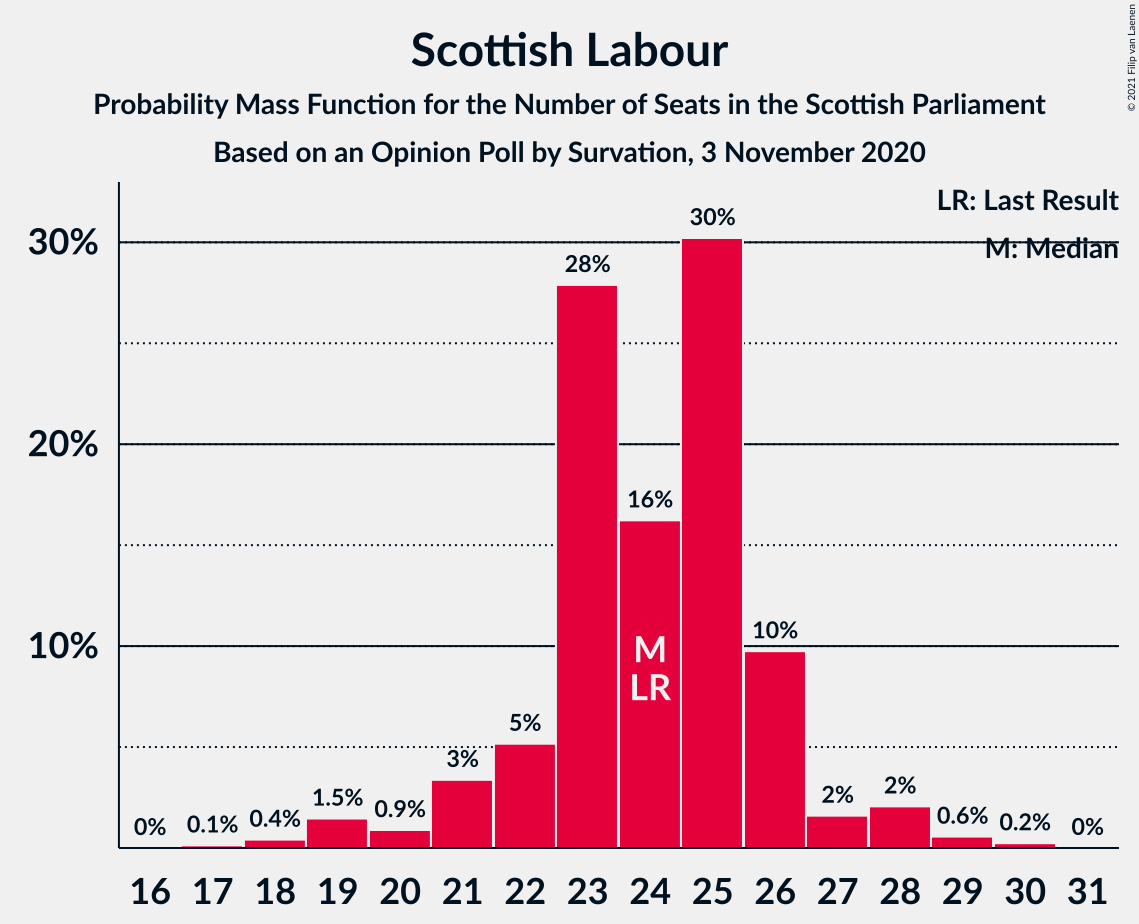 Scottish Labour
Probability Mass Function for the Number of Seats in the Scottish Parliament
Based on an Opinion Poll by Survation, 3 November 2020
© 2021 Filip van Laenen
LR: Last Result
M: Median
30%
20%
10%
0%
0.1%
0.4%
1.5%
0.9%
3%
5%
28%
16%
30%
10%
2%
2%
0.6%
0.2%
0%
M
LR
16 17 18 19 20 21 22 23 24 25 26 27 28 29 30 31